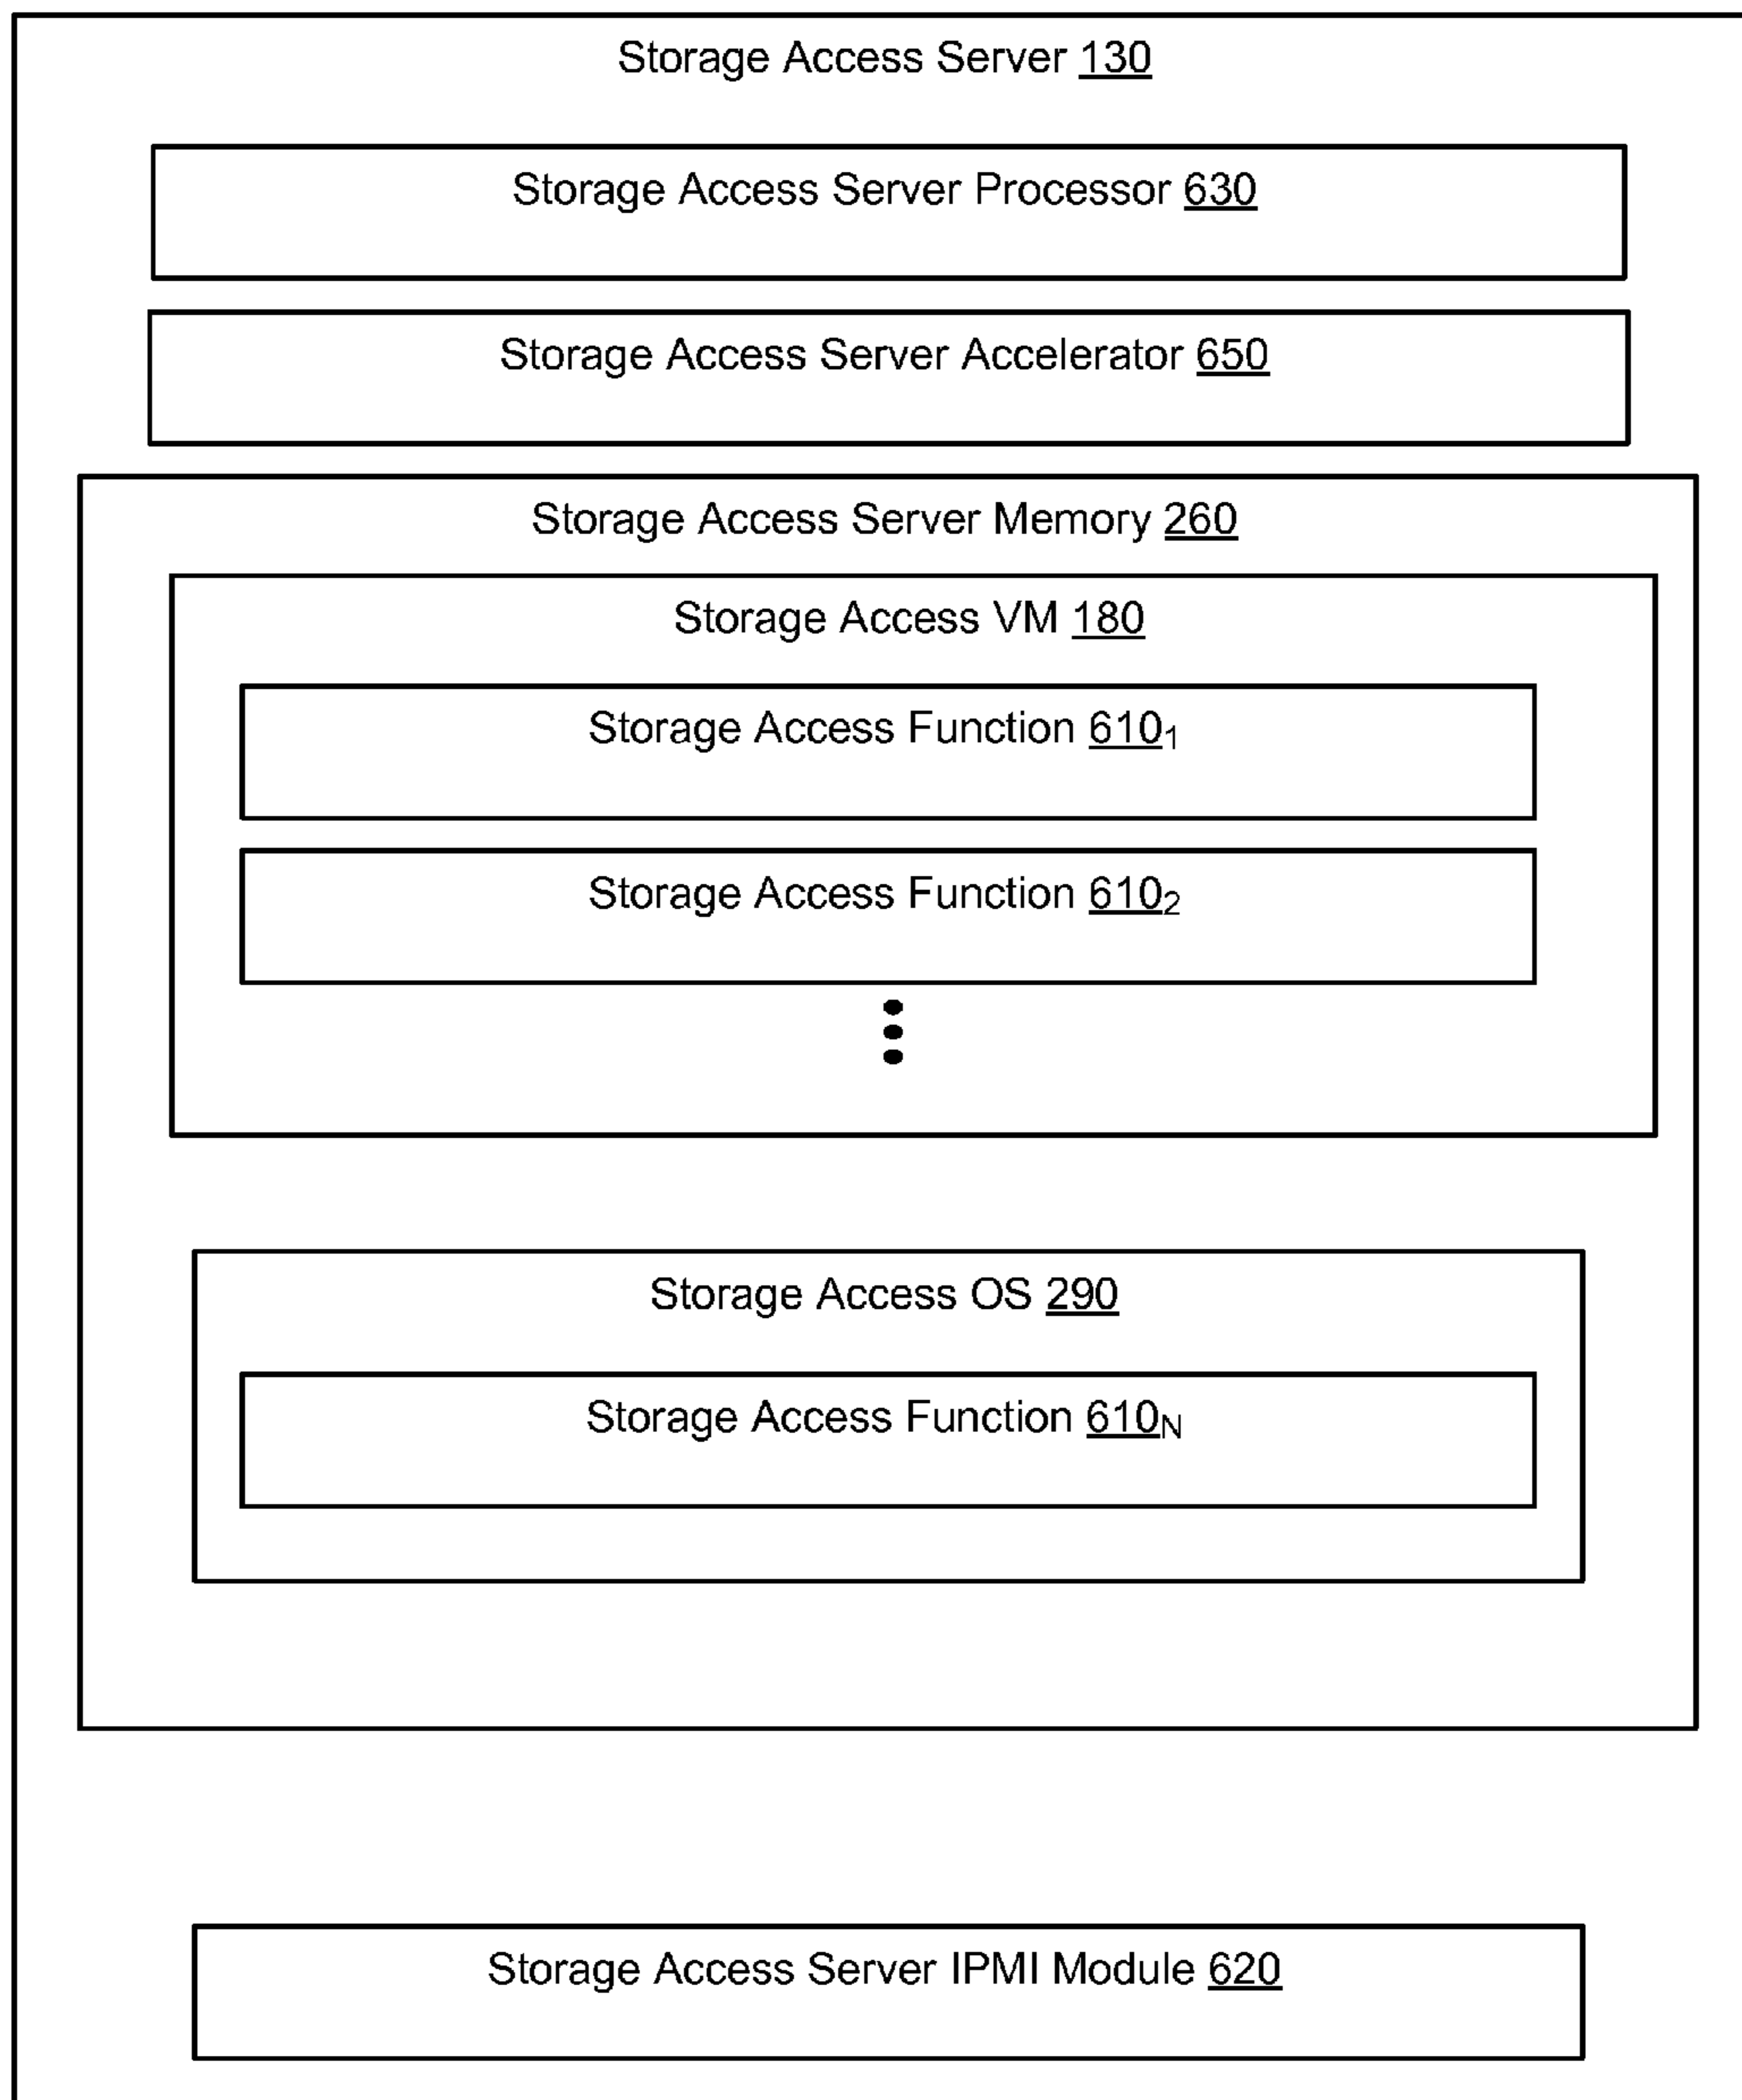 Storage Access Server 130
Storage Access Server Processor 630
Storage Access Server Accelerator 650
Storage Access Server Memory 260
Storage Access VM 180
Storage Access Function 610₁
Storage Access Function 610₂
Storage Access OS 290
Storage Access Function 610N
Storage Access Server IPMI Module 620